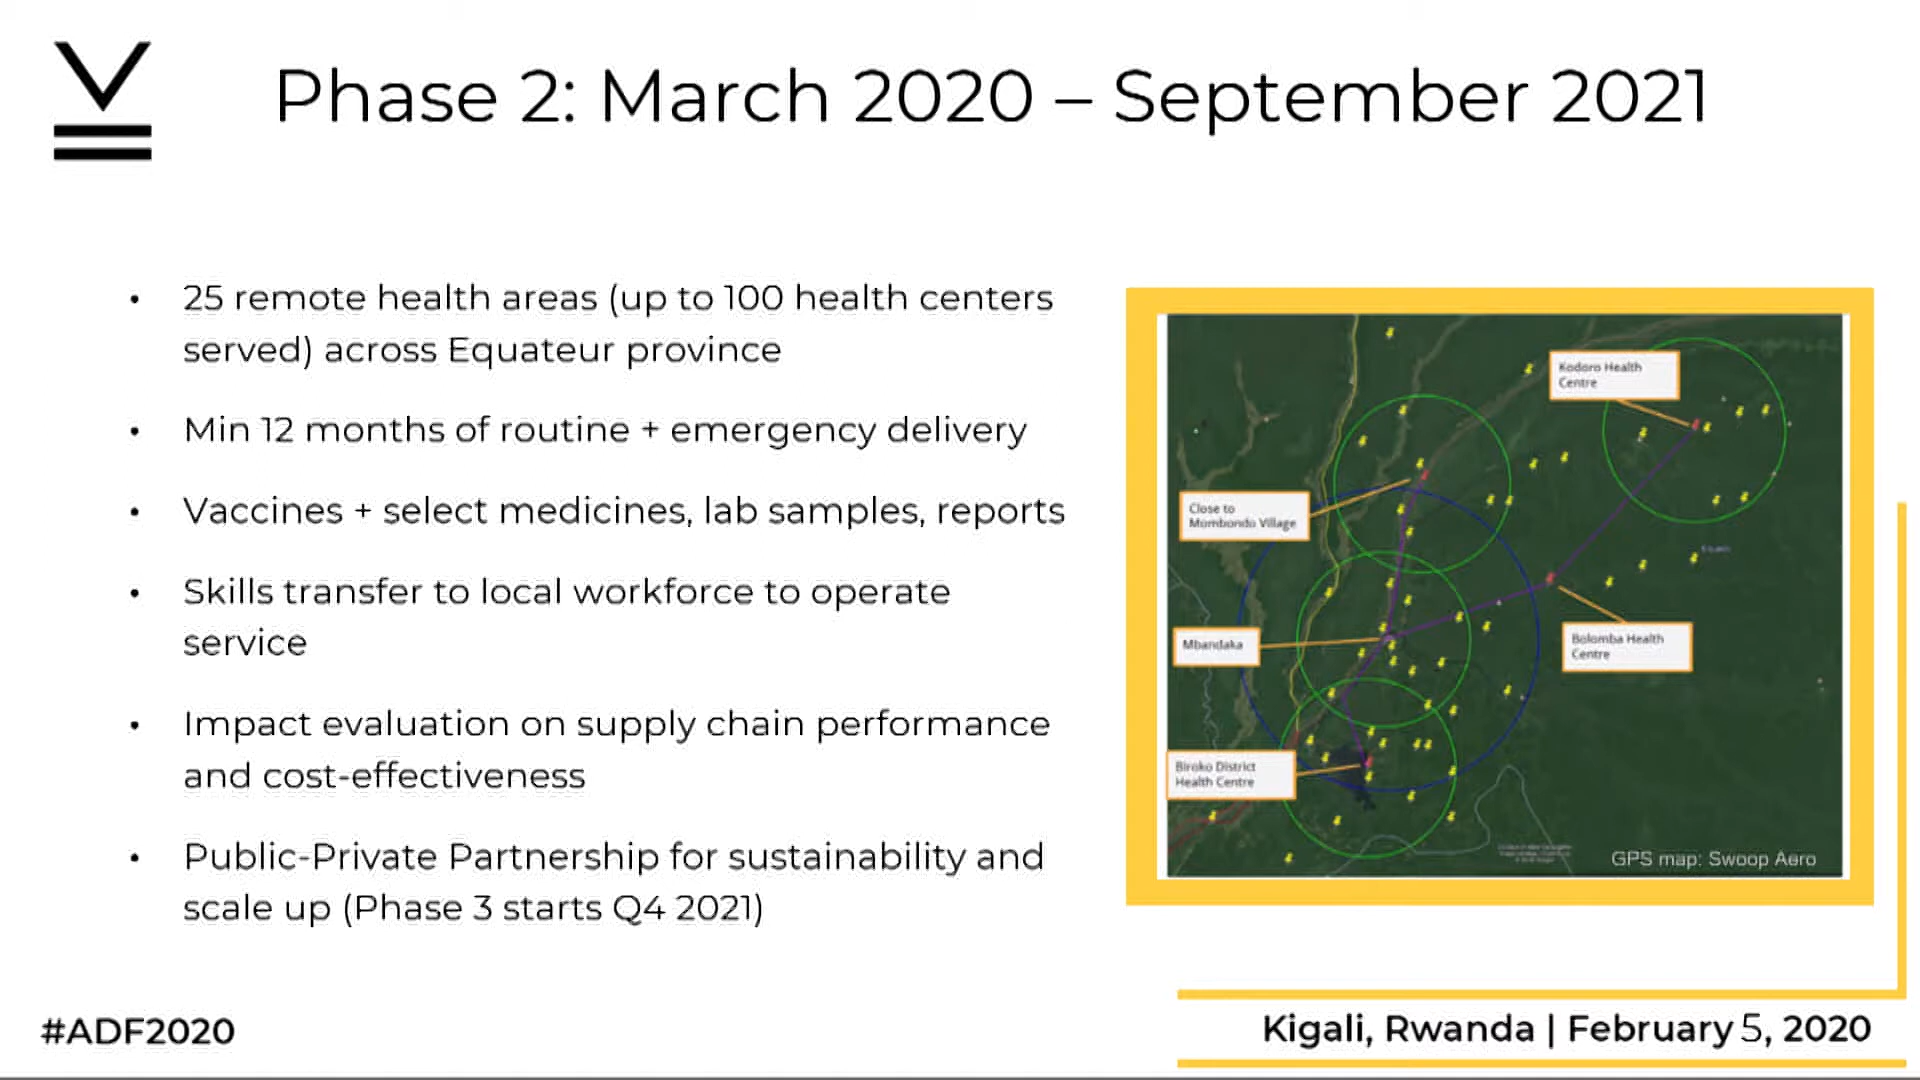 Phase 2: March 2020 – September 2021
• 25 remote health areas (up to 100 health centers
served) across Equateur province
• Min 12 months of routine + emergency delivery
• Vaccines + select medicines, lab samples, reports
• Skills transfer to local workforce to operate
service
• Impact evaluation on supply chain performance
and cost-effectiveness
• Public-Private Partnership for sustainability and
scale up (Phase 3 starts Q4 2021)
Kodoro Health
Centre
Close to
Mombondo Village
Mbandaka
Bolomba Health
Centre
Biroko District
Health Centre
GPS map: Swoop Aero
#ADF2020
Kigali, Rwanda | February 5, 2020